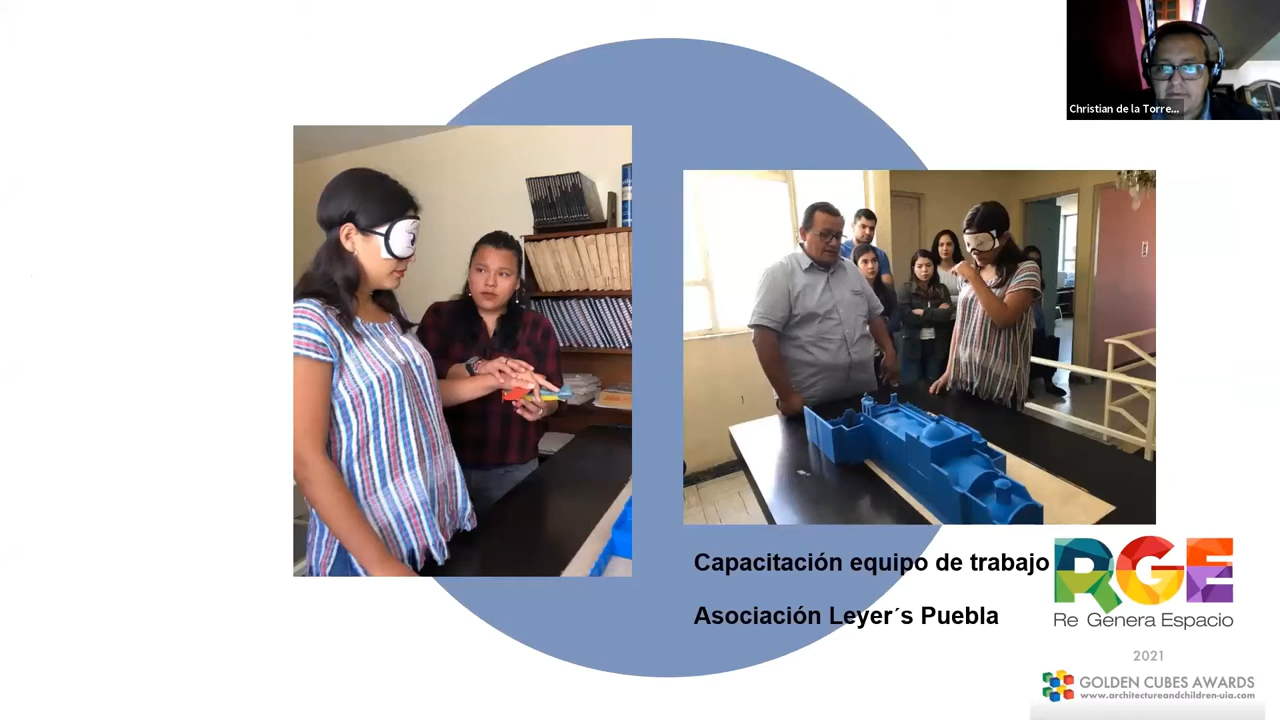 Christian de la Torre...
Capacitación equipo de trabajo
Asociación Leyer´s Puebla
RGE
Re Genera Espacio
2021
GOLDEN CUBES AWARDS
www.architectureandchildren-uia.com